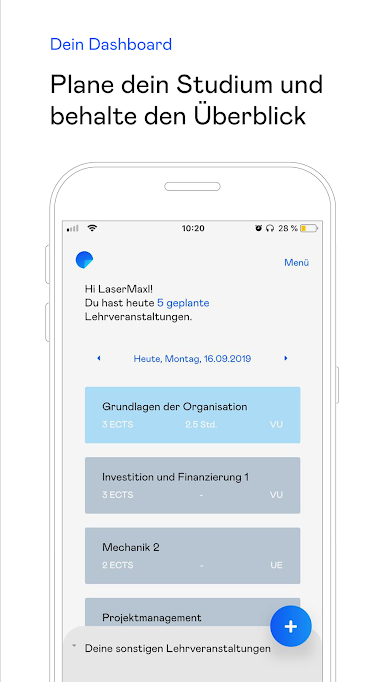 Dein Dashboard
Plane dein Studium und
behalte den Überblick
10:20
28 %
Menü
Hi LaserMaxl!
Du hast heute 5 geplante
Lehrveranstaltungen.
Heute, Montag, 16.09.2019
Grundlagen der Organisation
3 ECTS 2.5 Std. VU
Investition und Finanzierung 1
3 ECTS - VU
Mechanik 2
2 ECTS - UE
Projektmanagement
+
Deine sonstigen Lehrveranstaltungen